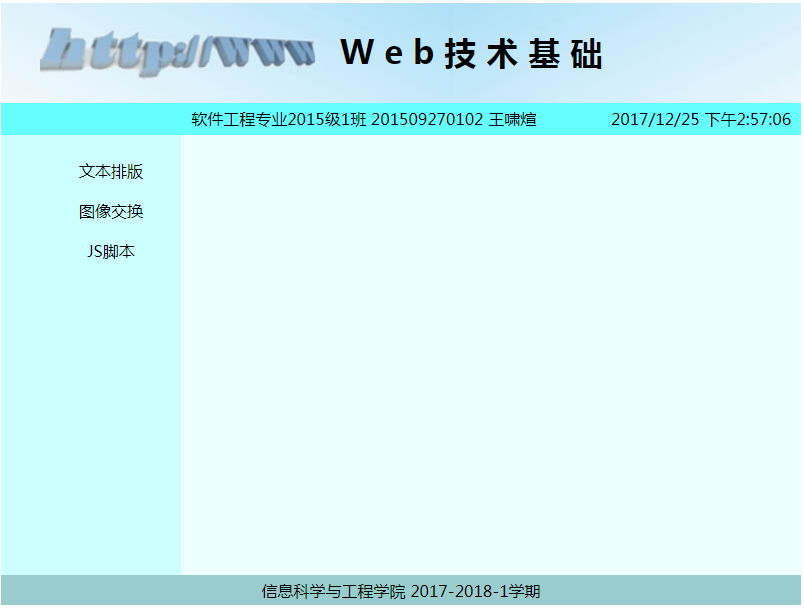 http://www Web技术基础
软件工程专业2015级1班 201509270102 王啸煊 2017/12/25 下午2:57:06
文本排版
图像交换
JS脚本
信息科学与工程学院 2017-2018-1学期